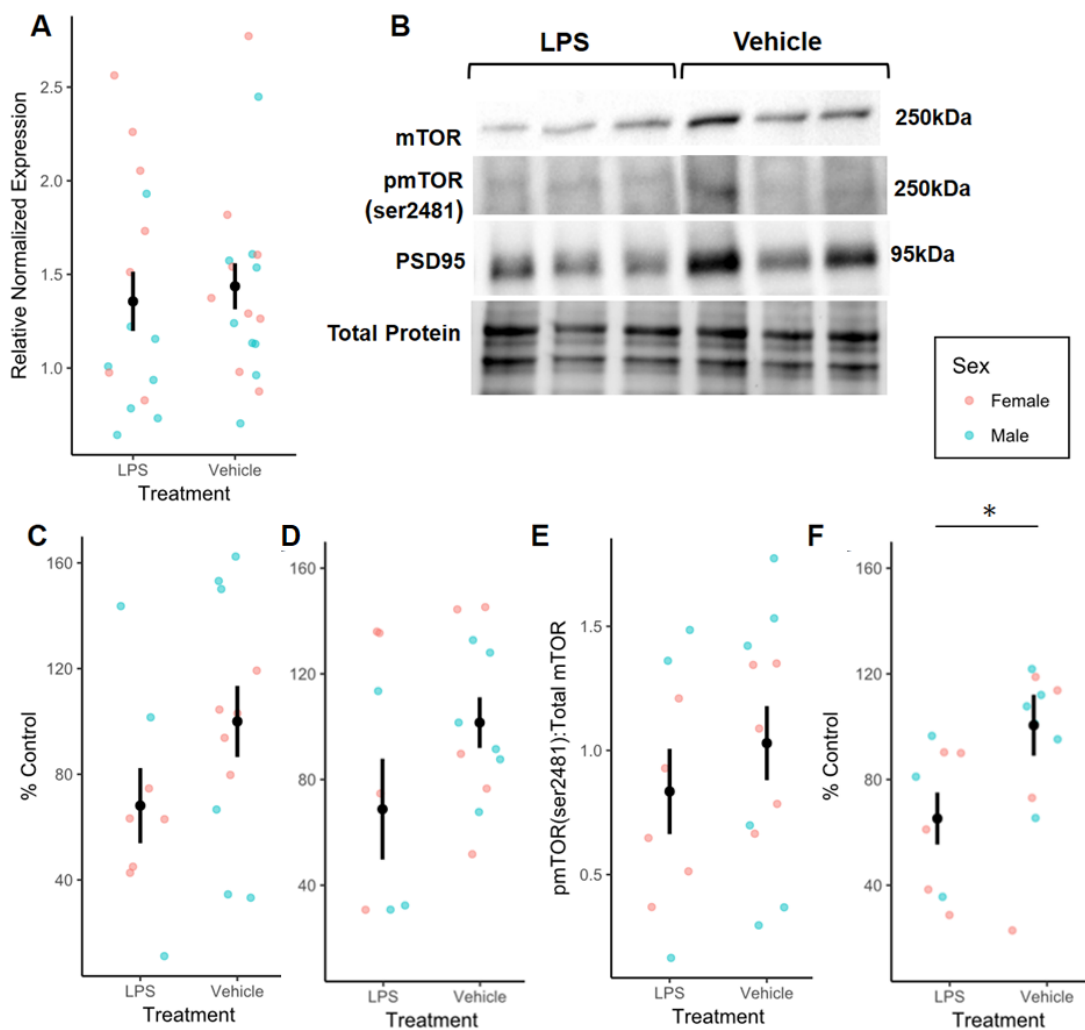 A
Relative Normalized Expression
2.5
2.0
1.5
1.0
LPS
Vehicle
Treatment
B
LPS
Vehicle
mTOR
250kDa
pmTOR
(ser2481)
250kDa
PSD95
95kDa
Total Protein
Sex
Female
Male
C
% Control
160
120
80
40
LPS
Vehicle
Treatment
D
160
120
80
40
LPS
Vehicle
Treatment
E
pmTOR(ser2481):Total mTOR
1.5
1.0
0.5
LPS
Vehicle
Treatment
F
*
% Control
160
120
80
40
LPS
Vehicle
Treatment